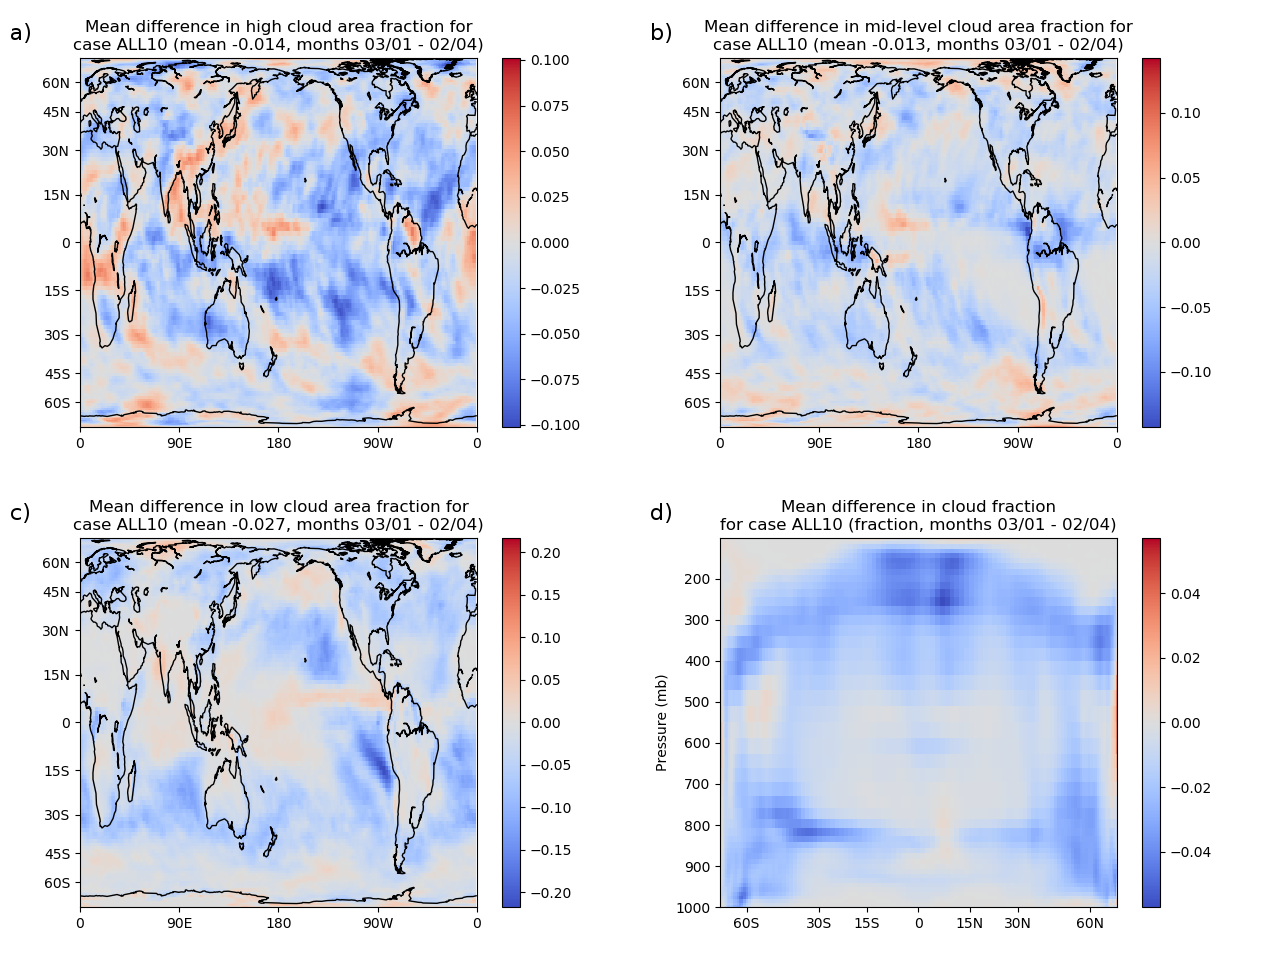 a)
Mean difference in high cloud area fraction for
case ALL10 (mean -0.014, months 03/01 - 02/04)
60N
45N
30N
15N
0
15S
30S
45S
60S
0 90E 180 90W 0
0.100
0.075
0.050
0.025
0.000
−0.025
−0.050
−0.075
−0.100
b)
Mean difference in mid-level cloud area fraction for
case ALL10 (mean -0.013, months 03/01 - 02/04)
60N
45N
30N
15N
0
15S
30S
45S
60S
0 90E 180 90W 0
0.10
0.05
0.00
−0.05
−0.10
c)
Mean difference in low cloud area fraction for
case ALL10 (mean -0.027, months 03/01 - 02/04)
60N
45N
30N
15N
0
15S
30S
45S
60S
0 90E 180 90W 0
0.20
0.15
0.10
0.05
0.00
−0.05
−0.10
−0.15
−0.20
d)
Mean difference in cloud fraction
for case ALL10 (fraction, months 03/01 - 02/04)
Pressure (mb)
200
300
400
500
600
700
800
900
1000
60S 30S 15S 0 15N 30N 60N
0.04
0.02
0.00
−0.02
−0.04